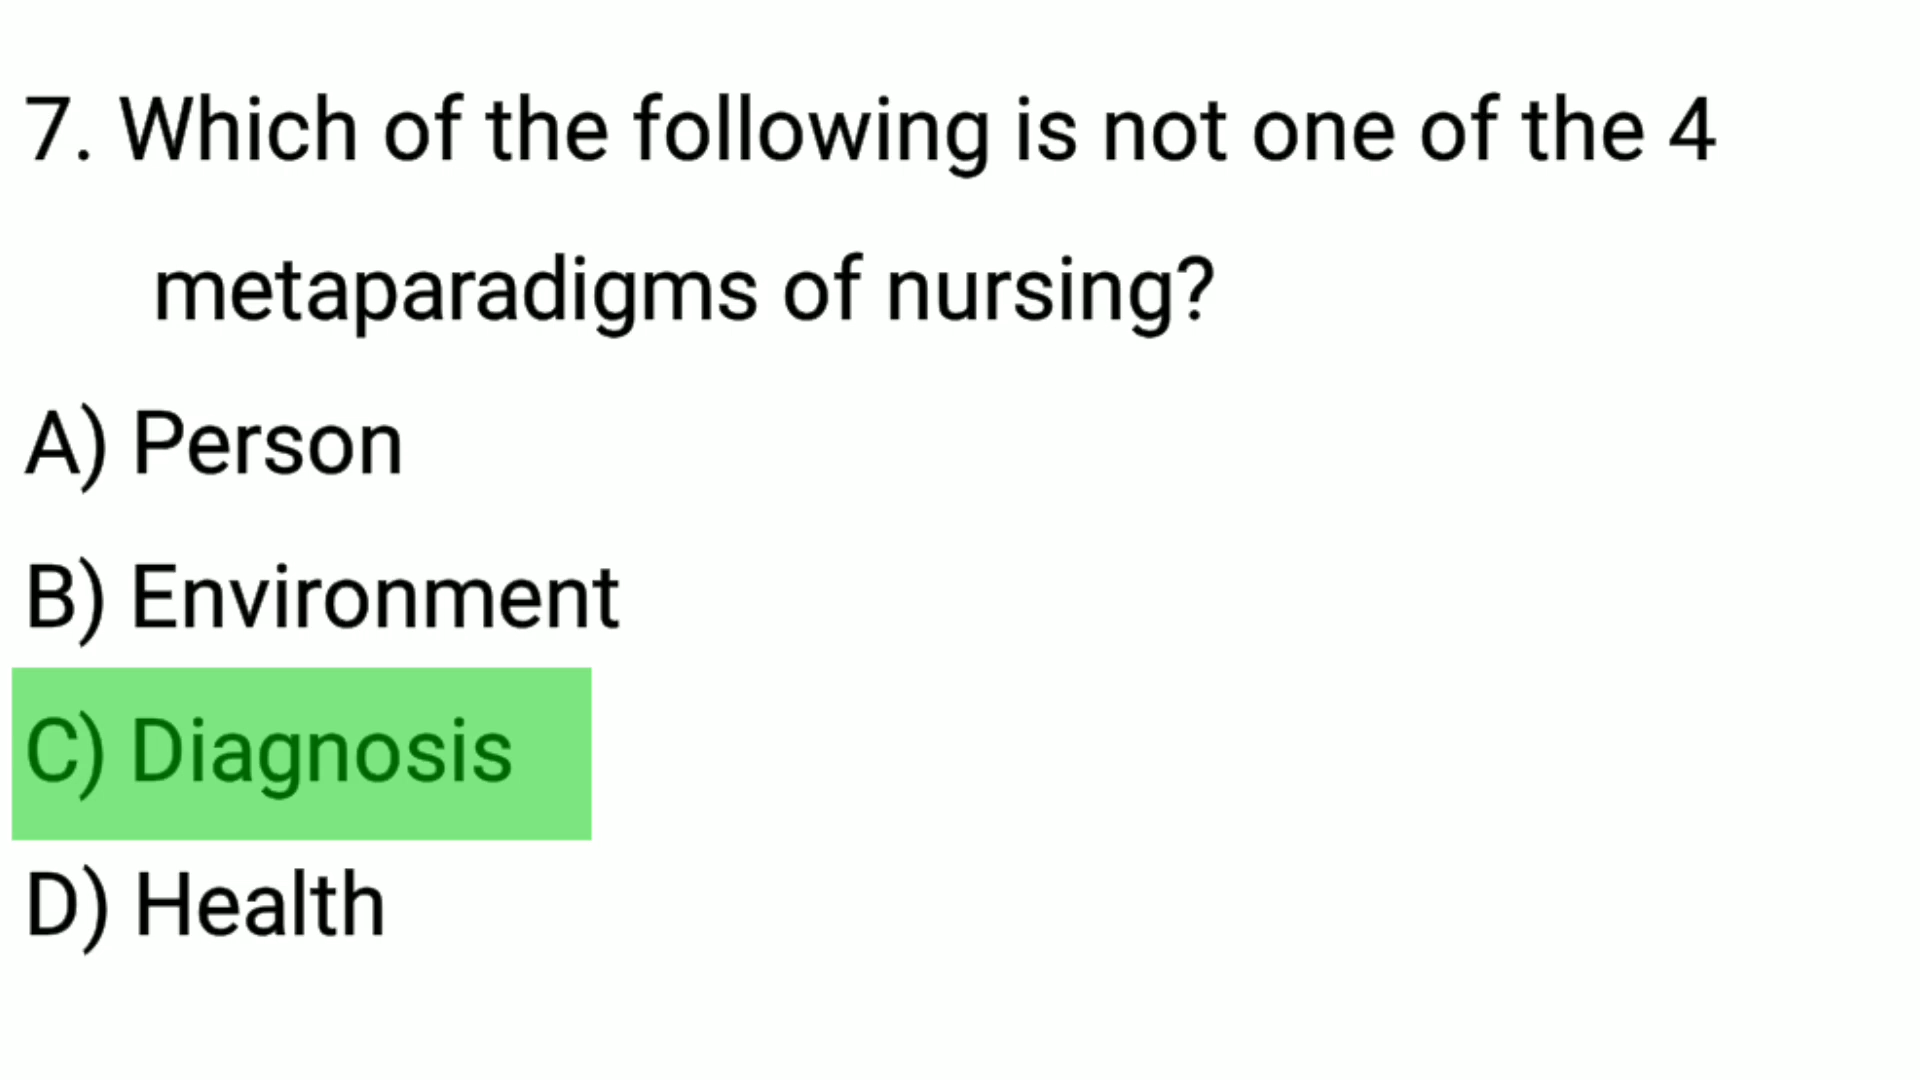 7. Which of the following is not one of the 4
metaparadigms of nursing?
A) Person
B) Environment
C) Diagnosis
D) Health